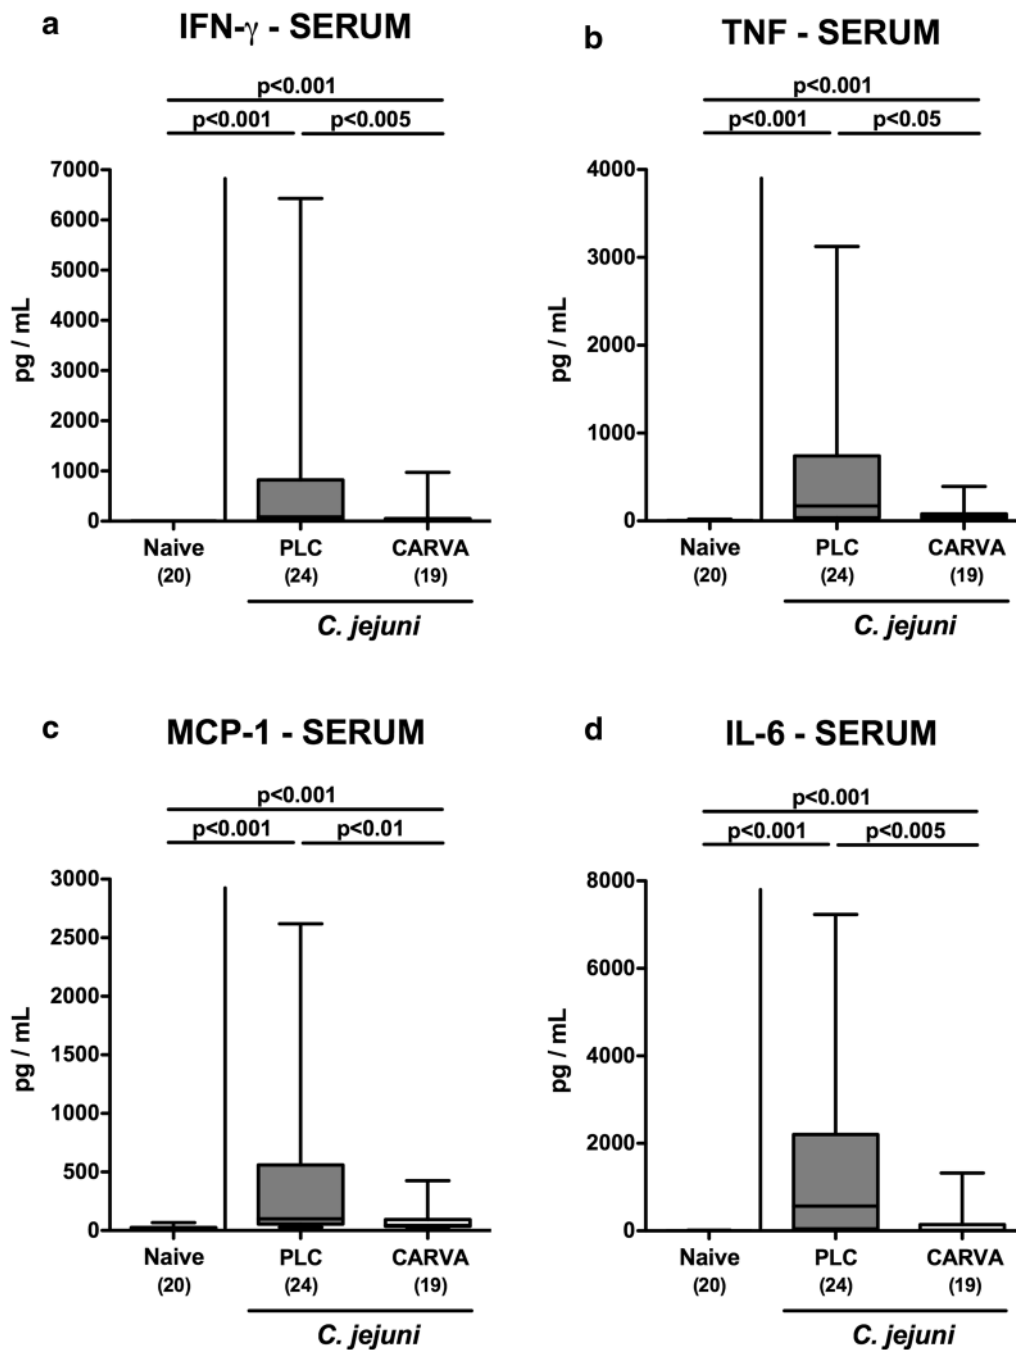 a
IFN-γ - SERUM
p<0.001
p<0.001 p<0.005
7000
6000
5000
4000
3000
2000
1000
0
pg / mL
Naive PLC CARVA
(20) (24) (19)
C. jejuni
b
TNF - SERUM
p<0.001
p<0.001 p<0.05
4000
3000
2000
1000
0
pg / mL
Naive PLC CARVA
(20) (24) (19)
C. jejuni
c
MCP-1 - SERUM
p<0.001
p<0.001 p<0.01
3000
2500
2000
1500
1000
500
0
pg / mL
Naive PLC CARVA
(20) (24) (19)
C. jejuni
d
IL-6 - SERUM
p<0.001
p<0.001 p<0.005
8000
6000
4000
2000
0
pg / mL
Naive PLC CARVA
(20) (24) (19)
C. jejuni